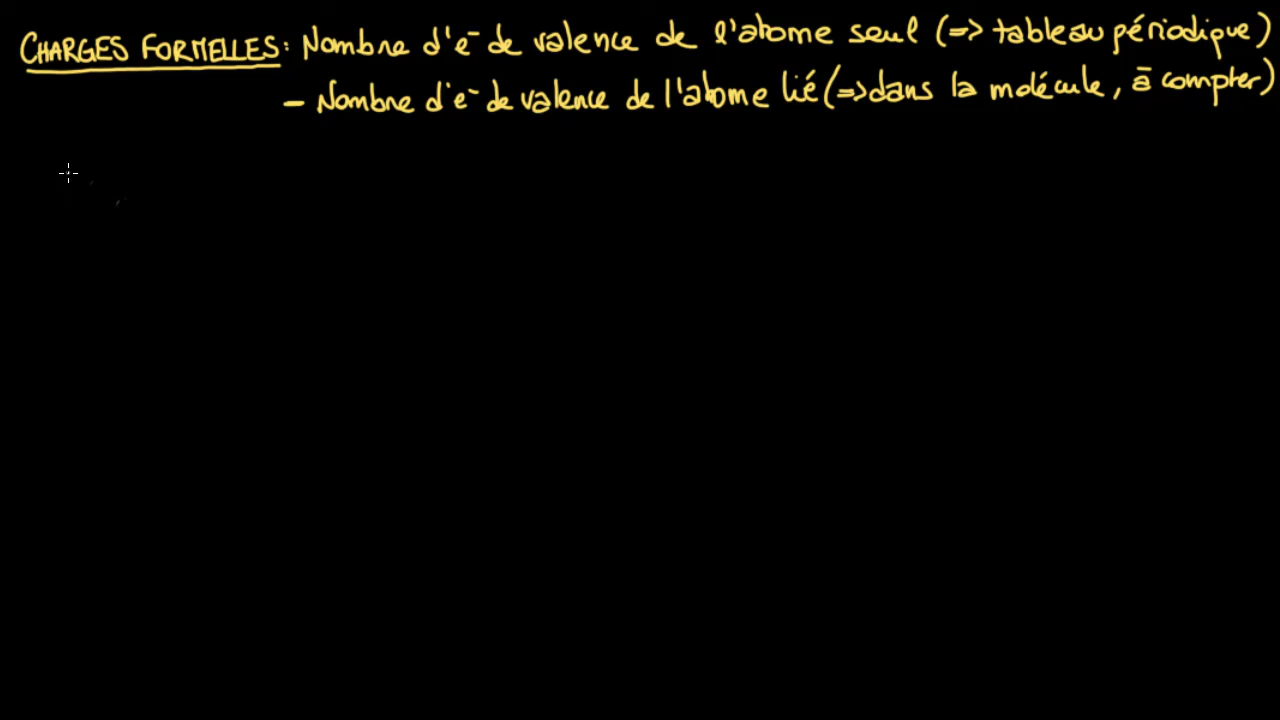 CHARGES FORMELLES: Nombre d'e⁻ de valence de l'atome seul (=> tableau périodique)
- Nombre d'e⁻ de valence de l'atome lié (=> dans la molécule, à compter)